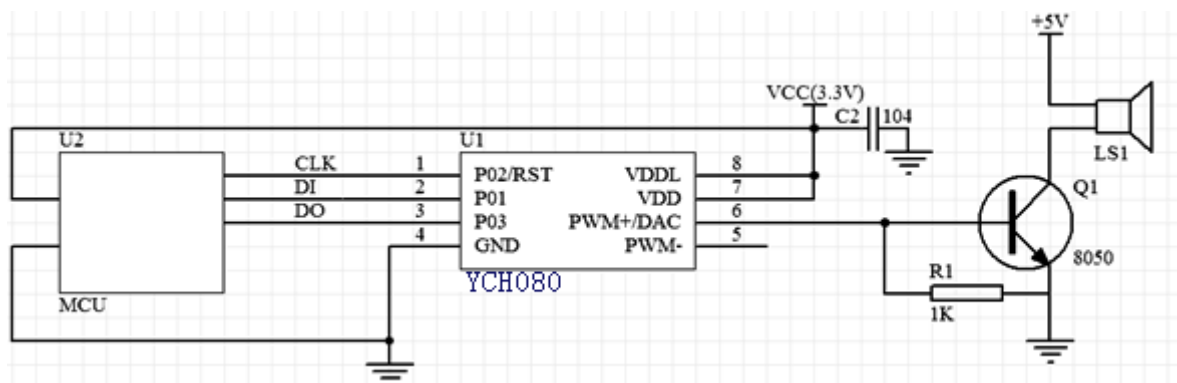 +5V
VCC(3.3V)
C2 104
U2
U1
LS1
CLK 1 P02/RST VDDL 8
DI 2 P01 VDD 7
DO 3 P03 PWM+/DAC 6
4 GND PWM- 5
Q1
8050
YCH080
MCU
R1
1K